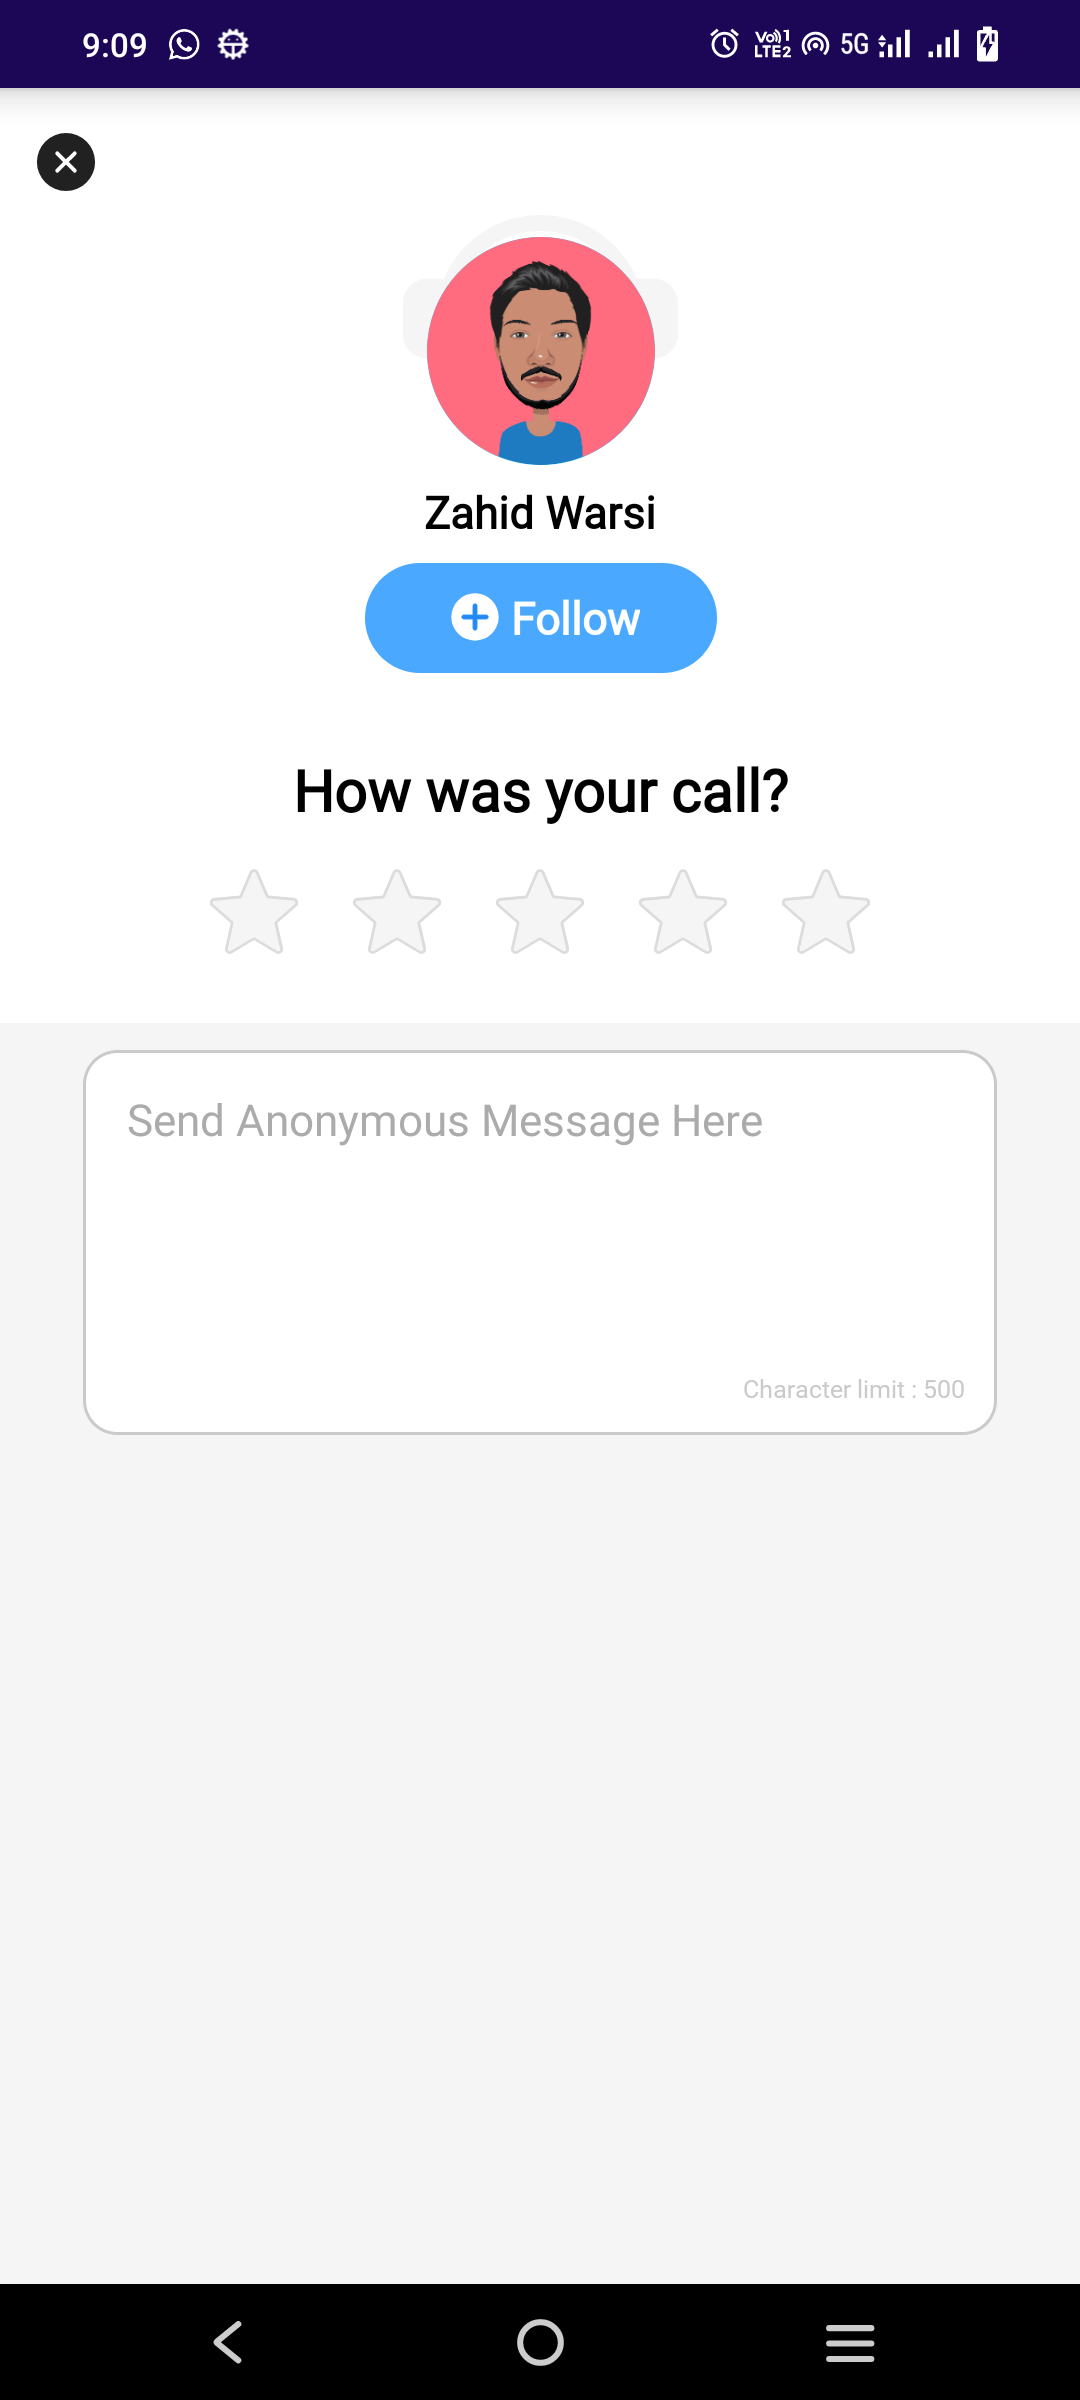 9:09 Vo)) 1 LTE2 5G
Zahid Warsi
Follow
How was your call?
Send Anonymous Message Here
Character limit : 500